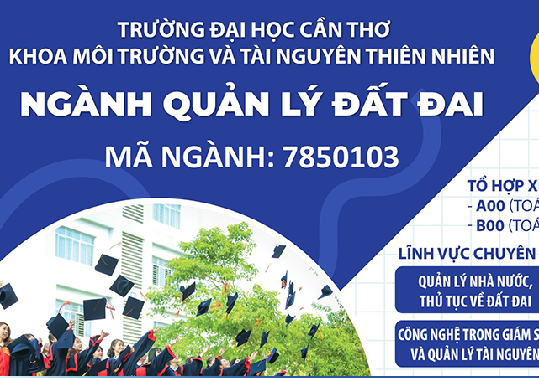 TRƯỜNG ĐẠI HỌC CẦN THƠ
KHOA MÔI TRƯỜNG VÀ TÀI NGUYÊN THIÊN NHIÊN
NGÀNH QUẢN LÝ ĐẤT ĐAI
MÃ NGÀNH: 7850103
TỔ HỢP X
- A00 (TOÁ
- B00 (TOÁ
LĨNH VỰC CHUYÊN
QUẢN LÝ NHÀ NƯỚC,
THỦ TỤC VỀ ĐẤT ĐAI
CÔNG NGHỆ TRONG GIÁM S
VÀ QUẢN LÝ TÀI NGUYÊN